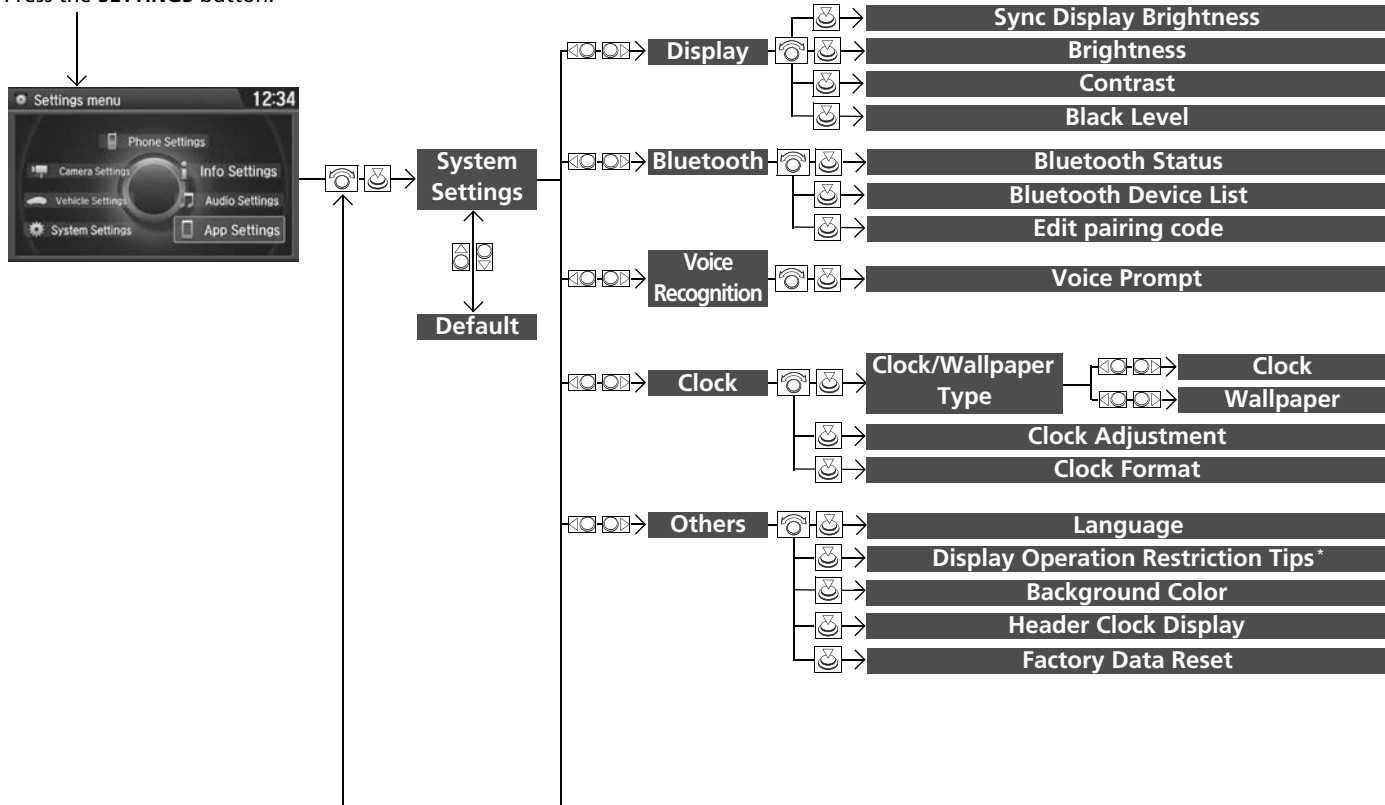 Press the SETTINGS button.
Settings menu 12:34
Phone Settings
Camera Settings
Info Settings
Vehicle Settings
Audio Settings
System Settings
App Settings
System
Settings
Default
Display
Sync Display Brightness
Brightness
Contrast
Black Level
Bluetooth
Bluetooth Status
Bluetooth Device List
Edit pairing code
Voice
Recognition
Voice Prompt
Clock
Clock/Wallpaper
Type
Clock
Wallpaper
Clock Adjustment
Clock Format
Others
Language
Display Operation Restriction Tips*
Background Color
Header Clock Display
Factory Data Reset